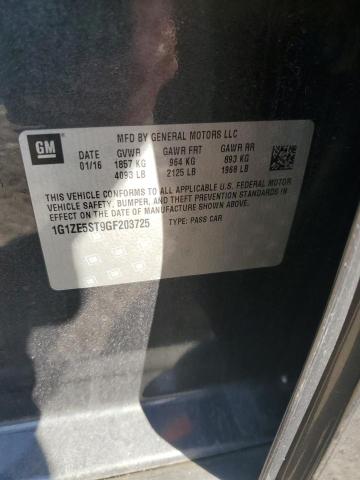 GM
MFD BY GENERAL MOTORS LLC
DATE GVWR GAWR FRT GAWR RR
01/16 1857 KG 964 KG 893 KG
4093 LB 2125 LB 1968 LB
THIS VEHICLE CONFORMS TO ALL APPLICABLE U.S. FEDERAL MOTOR
VEHICLE SAFETY, BUMPER, AND THEFT PREVENTION STANDARDS IN
EFFECT ON THE DATE OF MANUFACTURE SHOWN ABOVE.
1G1ZE5ST9GF203725 TYPE: PASS CAR